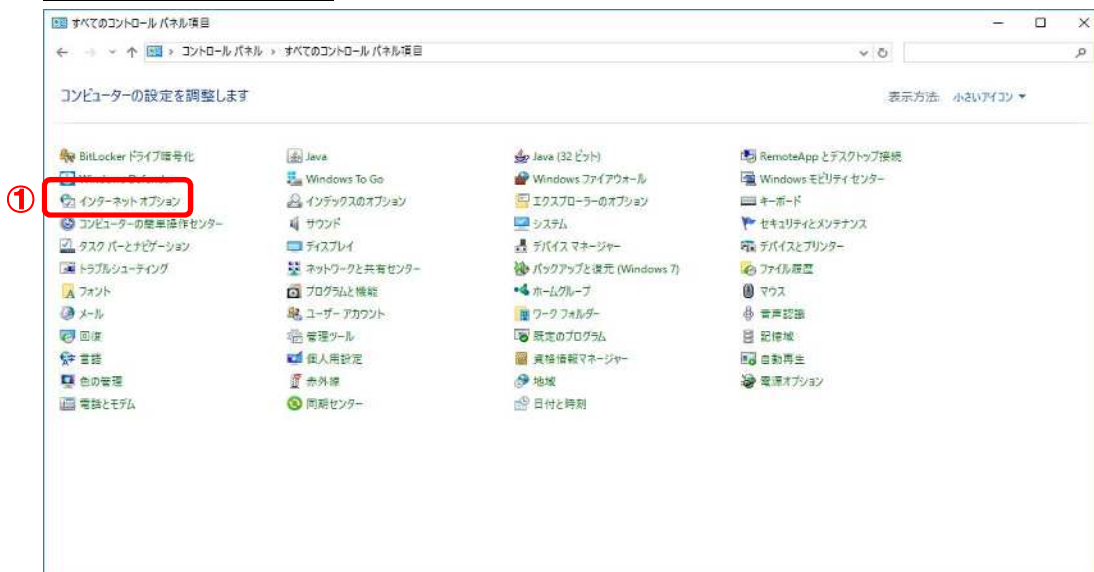 すべてのコントロール パネル項目
コントロール パネル › すべてのコントロール パネル項目
コンピューターの設定を調整します
表示方法: 小さいアイコン
BitLocker ドライブ暗号化 Java Java (32 ビット) RemoteApp とデスクトップ接続
Windows Defender Windows To Go Windows ファイアウォール Windows モビリティ センター
① インターネット オプション インデックスのオプション エクスプローラーのオプション キーボード
コンピューターの簡単操作センター サウンド システム セキュリティとメンテナンス
タスク バーとナビゲーション ディスプレイ デバイス マネージャー デバイスとプリンター
トラブルシューティング ネットワークと共有センター バックアップと復元 (Windows 7) ファイル履歴
フォント プログラムと機能 ホームグループ マウス
メール ユーザー アカウント ワーク フォルダー 音声認識
回復 管理ツール 既定のプログラム 記憶域
言語 個人用設定 資格情報マネージャー 自動再生
色の管理 赤外線 地域 電源オプション
電話とモデム 同期センター 日付と時刻